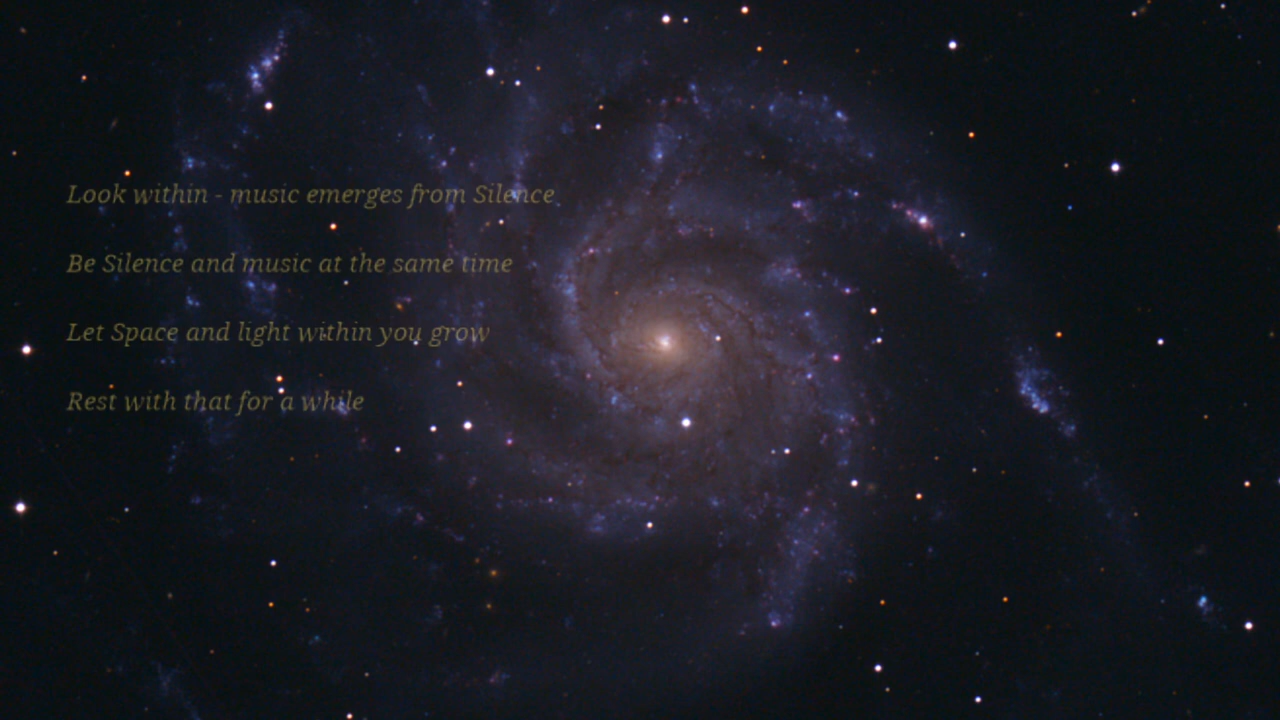 Look within - music emerges from Silence
Be Silence and music at the same time
Let Space and light within you grow
Rest with that for a while